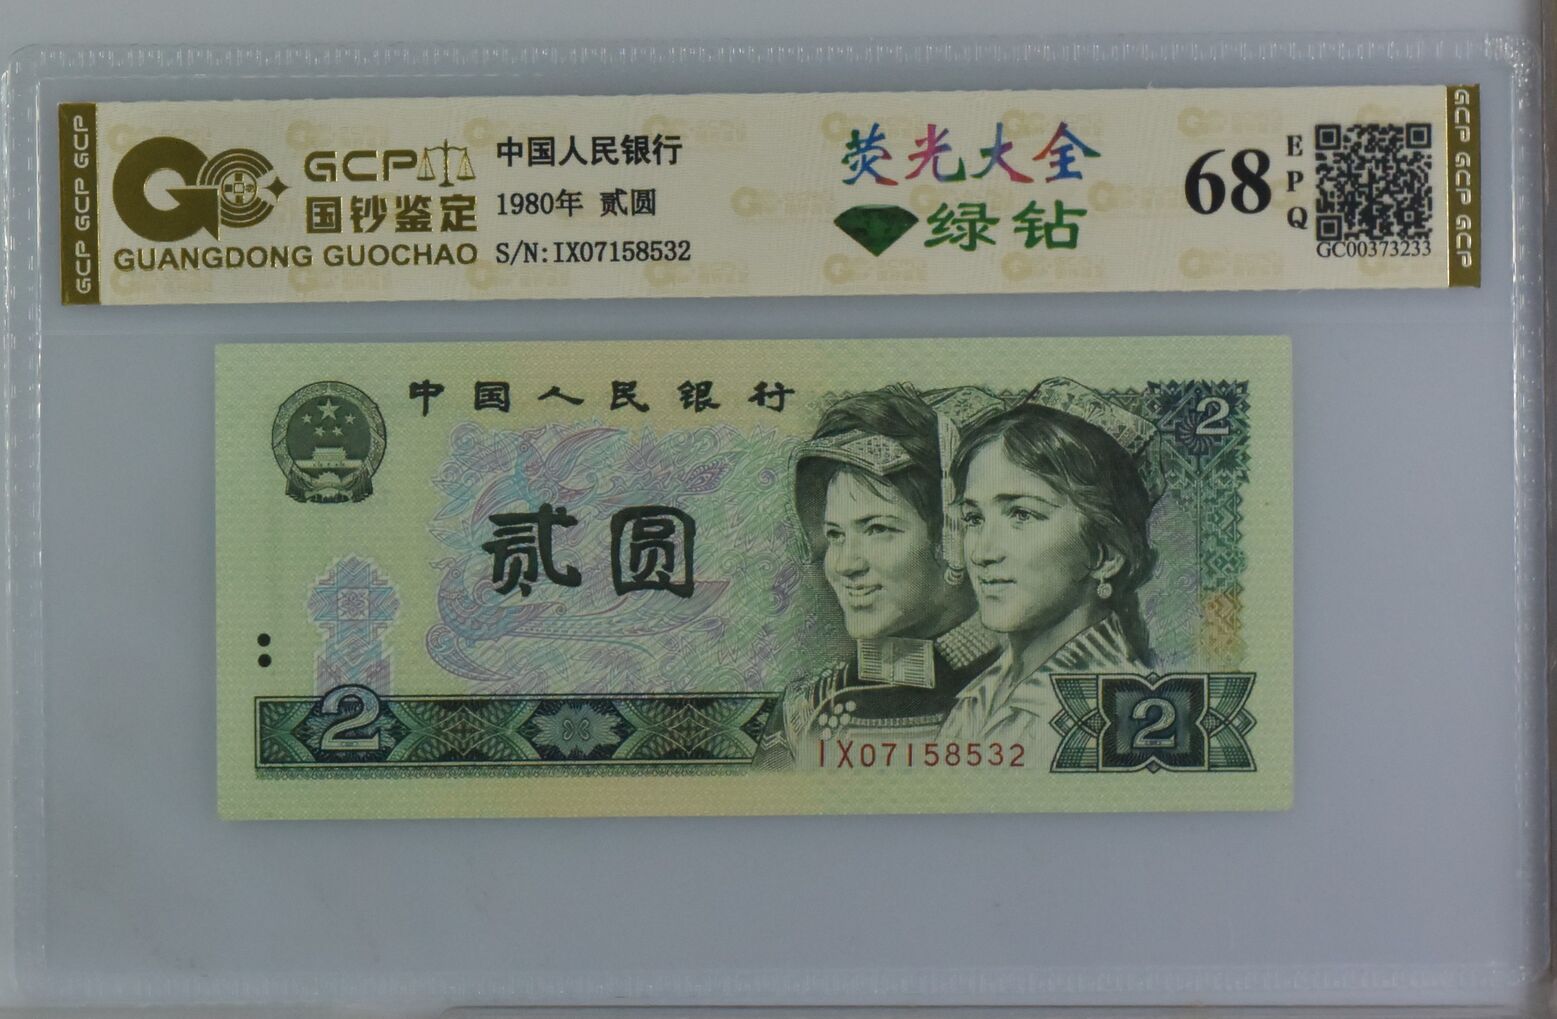 GCP GCP GCP
GCP
国钞鉴定
GUANGDONG GUOCHAO
中国人民银行
1980年 贰圆
S/N:IX07158532
荧光大全
绿钻
68
EPQ
GC00373233
GCP GCP GCP
中国人民银行
2
贰圆
2
IX07158532
2